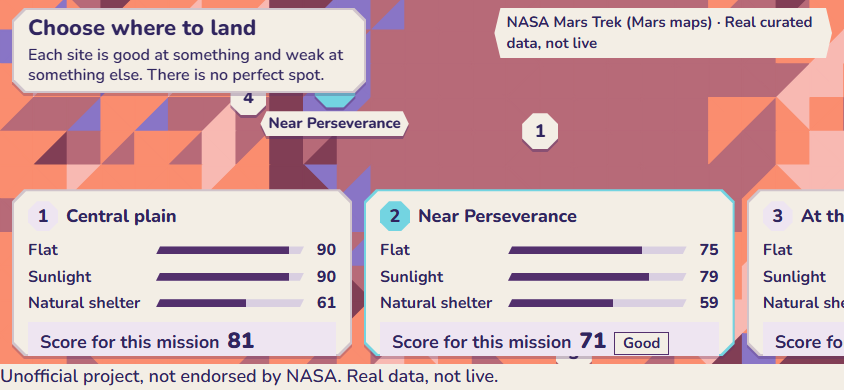 Choose where to land
Each site is good at something and weak at
something else. There is no perfect spot.
NASA Mars Trek (Mars maps) · Real curated
data, not live
4
Near Perseverance
1
1 Central plain
Flat 90
Sunlight 90
Natural shelter 61
Score for this mission 81
2 Near Perseverance
Flat 75
Sunlight 79
Natural shelter 59
Score for this mission 71 Good
3 At th
Flat
Sunlight
Natural she
Score fo
Unofficial project, not endorsed by NASA. Real data, not live.